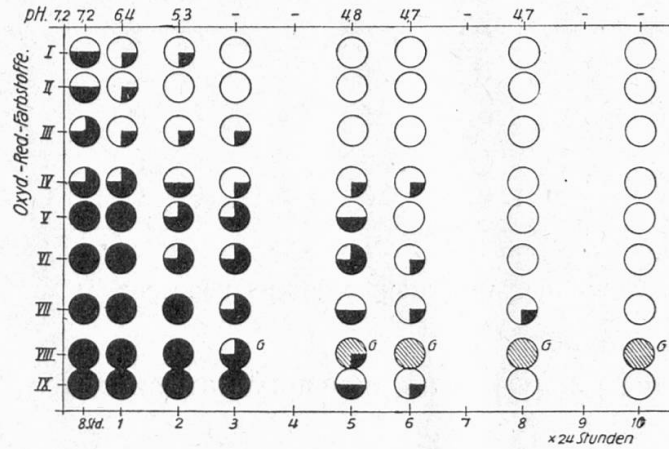 pH. 7,2 7,2 6,4 5,3 – – 4,8 4,7 – 4,7 – –
Oxyd.-Red.-Farbstoffe.
I
II
III
IV
V
VI
VII
VIII G G G G G
IX
8 Std. 1 2 3 4 5 6 7 8 9 10
x 24 Stunden